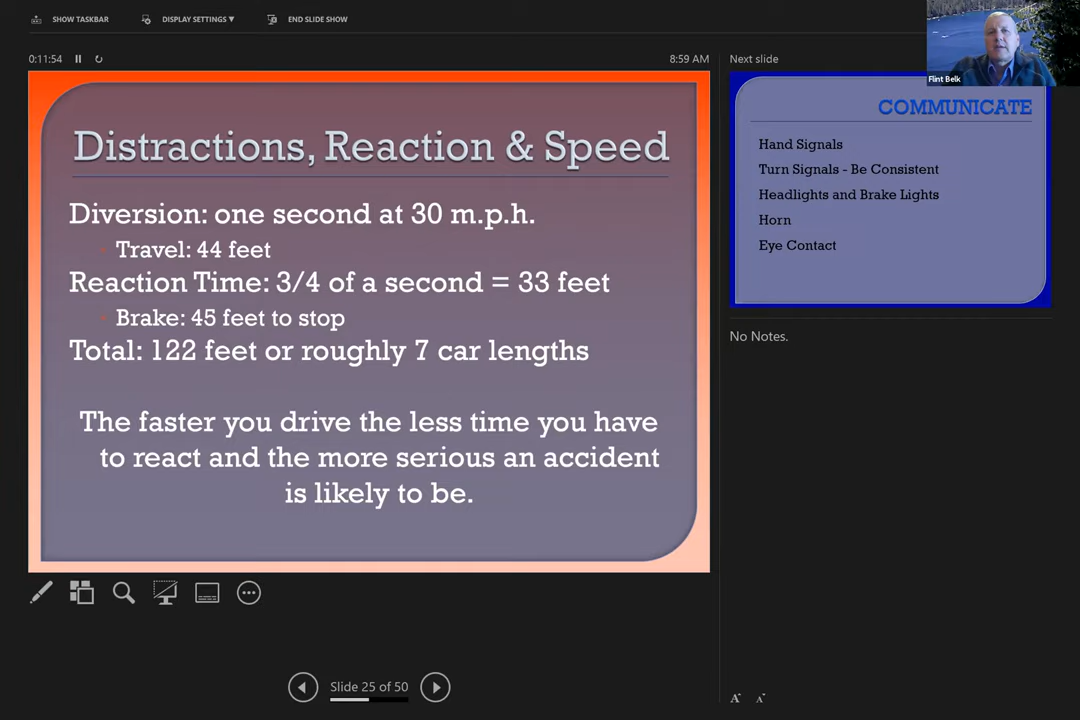 SHOW TASKBAR
DISPLAY SETTINGS ▼
END SLIDE SHOW
0:11:54
8:59 AM
Distractions, Reaction & Speed
Diversion: one second at 30 m.p.h.
Travel: 44 feet
Reaction Time: 3/4 of a second = 33 feet
Brake: 45 feet to stop
Total: 122 feet or roughly 7 car lengths
The faster you drive the less time you have
to react and the more serious an accident
is likely to be.
Slide 25 of 50
Next slide
Flint Belk
COMMUNICATE
Hand Signals
Turn Signals - Be Consistent
Headlights and Brake Lights
Horn
Eye Contact
No Notes.
A A